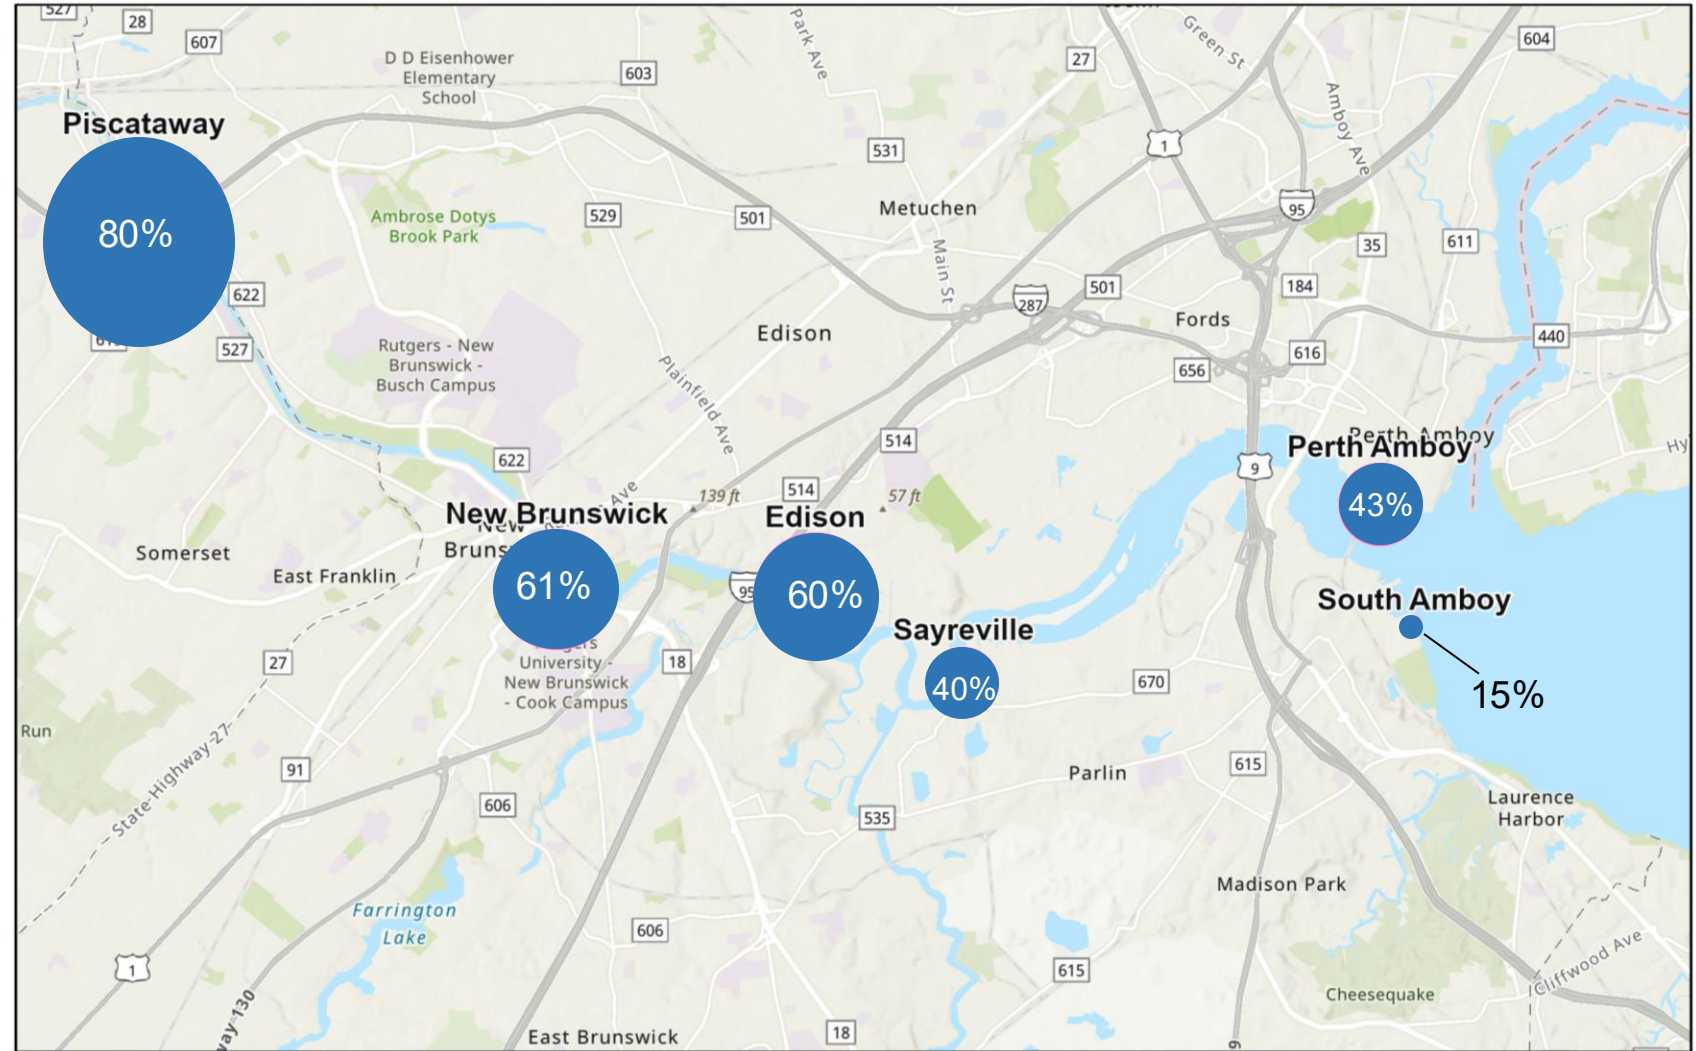 527
28
607
D D Eisenhower
Elementary
School
603
Park Ave
27
Green St
604
Amboy Ave
Piscataway
531
1
80%
Ambrose Dotys
Brook Park
529
501
Metuchen
95
35
611
Main St
622
287
501
184
527
Edison
Fords
440
Rutgers - New
Brunswick -
Busch Campus
Plainfield Ave
656
616
622
514
Perth Amboy
Perth Amboy
9
Hy
514
139 ft
57 ft
Ave
43%
New Brunswick
New
Edison
Somerset
East Franklin
61%
95
60%
South Amboy
Sayreville
University -
New Brunswick
- Cook Campus
27
18
40%
670
15%
Run
State Highway 27
91
606
Parlin
615
535
Laurence
Harbor
Madison Park
Farrington
Lake
606
1
615
Cliffwood Ave
Cheesequake
130
East Brunswick
18
9